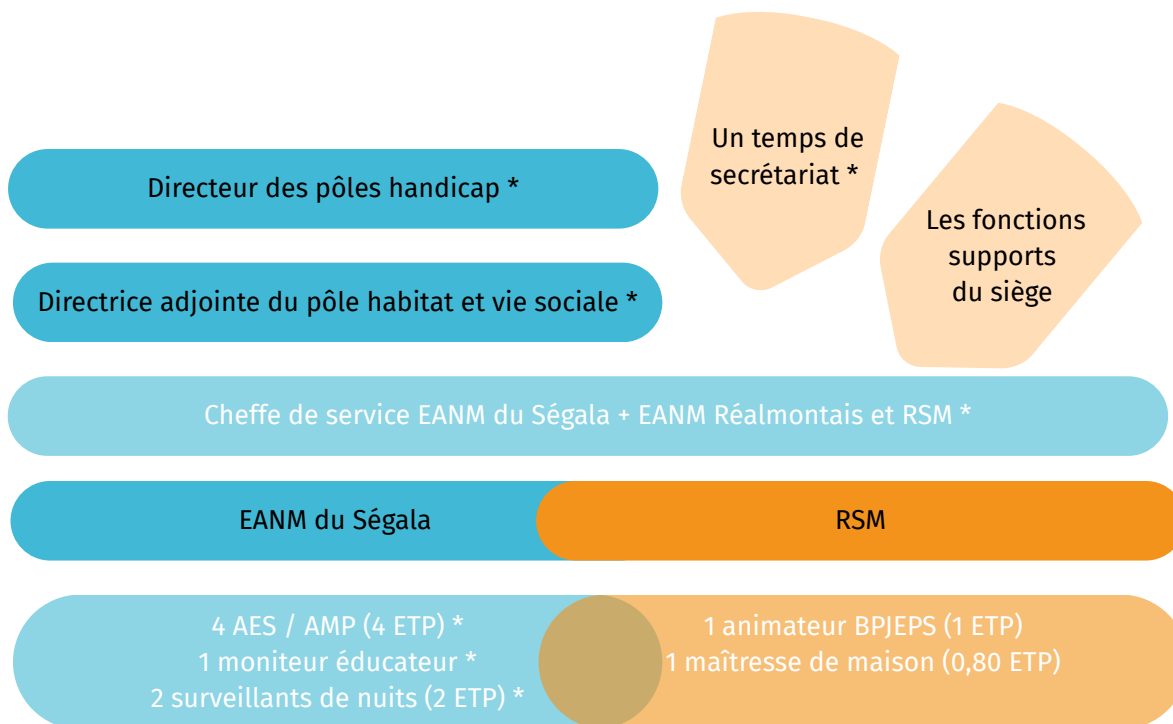 Un temps de
secrétariat *
Directeur des pôles handicap *
Les fonctions
supports
du siège
Directrice adjointe du pôle habitat et vie sociale *
Cheffe de service EANM du Ségala + EANM Réalmontais et RSM *
EANM du Ségala
RSM
4 AES / AMP (4 ETP) *
1 moniteur éducateur *
2 surveillants de nuits (2 ETP) *
1 animateur BPJEPS (1 ETP)
1 maîtresse de maison (0,80 ETP)